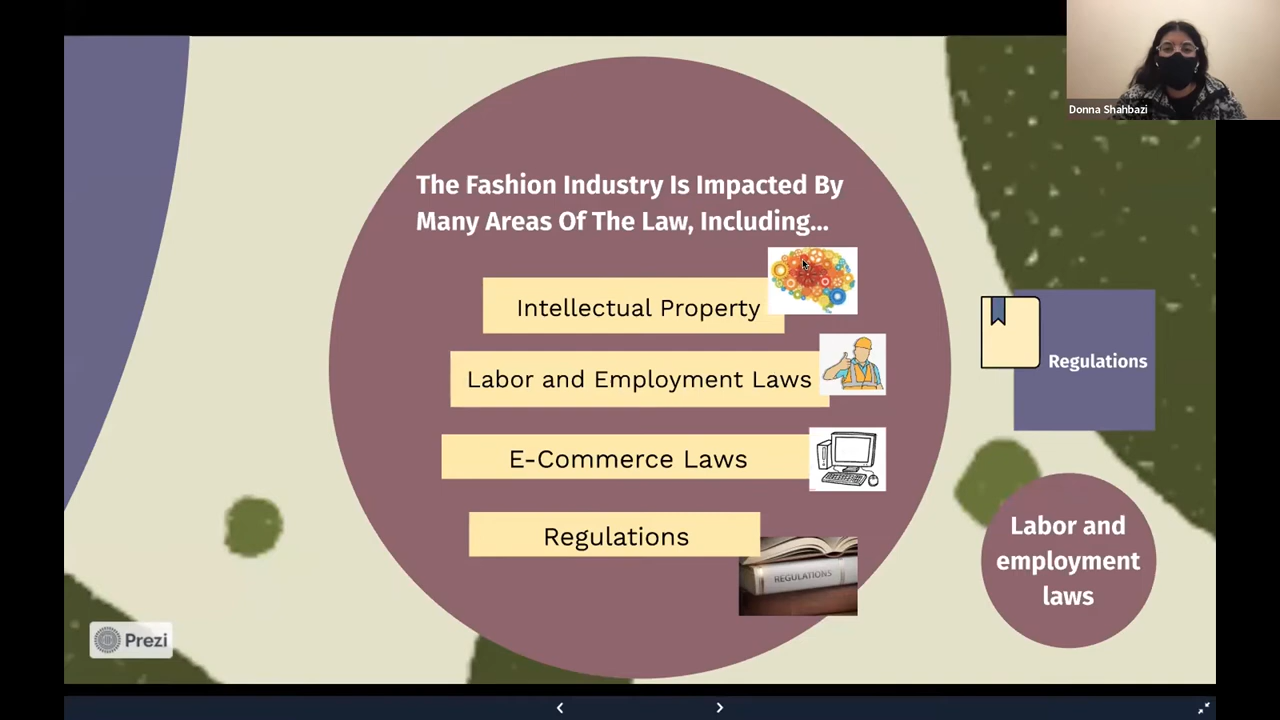 Donna Shahbazi
The Fashion Industry Is Impacted By
Many Areas Of The Law, Including...
Intellectual Property
Labor and Employment Laws
E-Commerce Laws
Regulations
REGULATIONS
Regulations
Labor and
employment
laws
Prezi